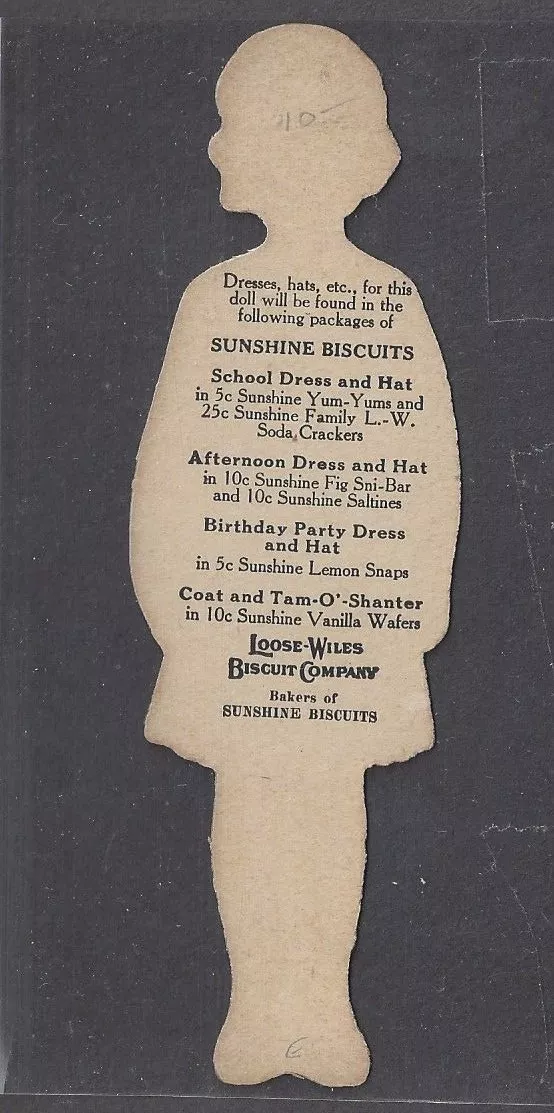 10
Dresses, hats, etc., for this
doll will be found in the
following packages of
SUNSHINE BISCUITS
School Dress and Hat
in 5c Sunshine Yum-Yums and
25c Sunshine Family L.-W.
Soda Crackers
Afternoon Dress and Hat
in 10c Sunshine Fig Sni-Bar
and 10c Sunshine Saltines
Birthday Party Dress
and Hat
in 5c Sunshine Lemon Snaps
Coat and Tam-O'-Shanter
in 10c Sunshine Vanilla Wafers
LOOSE-WILES
BISCUIT COMPANY
Bakers of
SUNSHINE BISCUITS
E